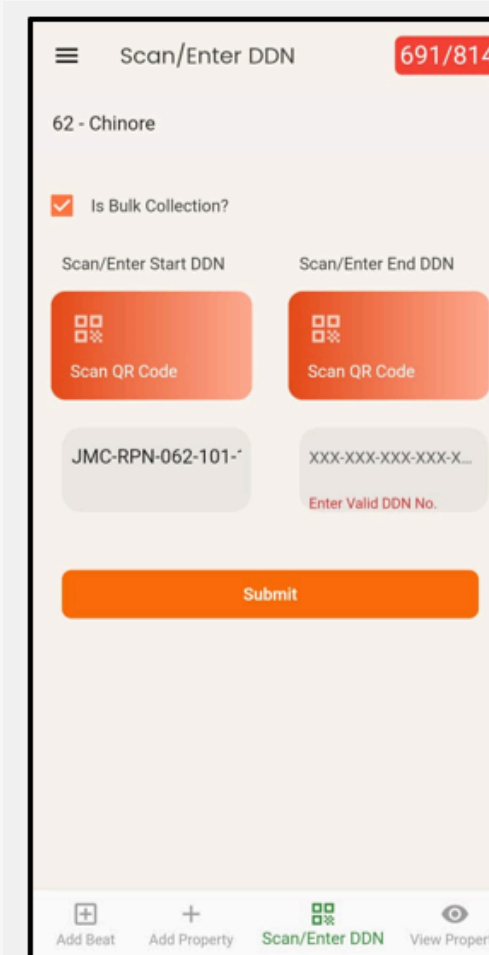 Scan/Enter DDN 691/814
62 - Chinore
Is Bulk Collection?
Scan/Enter Start DDN Scan/Enter End DDN
Scan QR Code Scan QR Code
JMC-RPN-062-101- XXX-XXX-XXX-XXX-X...
Enter Valid DDN No.
Submit
Add Beat Add Property Scan/Enter DDN View Propert